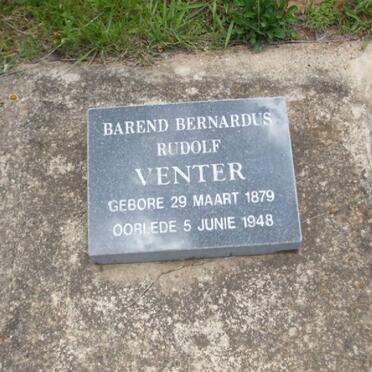 BAREND BERNARDUS
RUDOLF
VENTER
GEBORE 29 MAART 1879
OORLEDE 5 JUNIE 1948